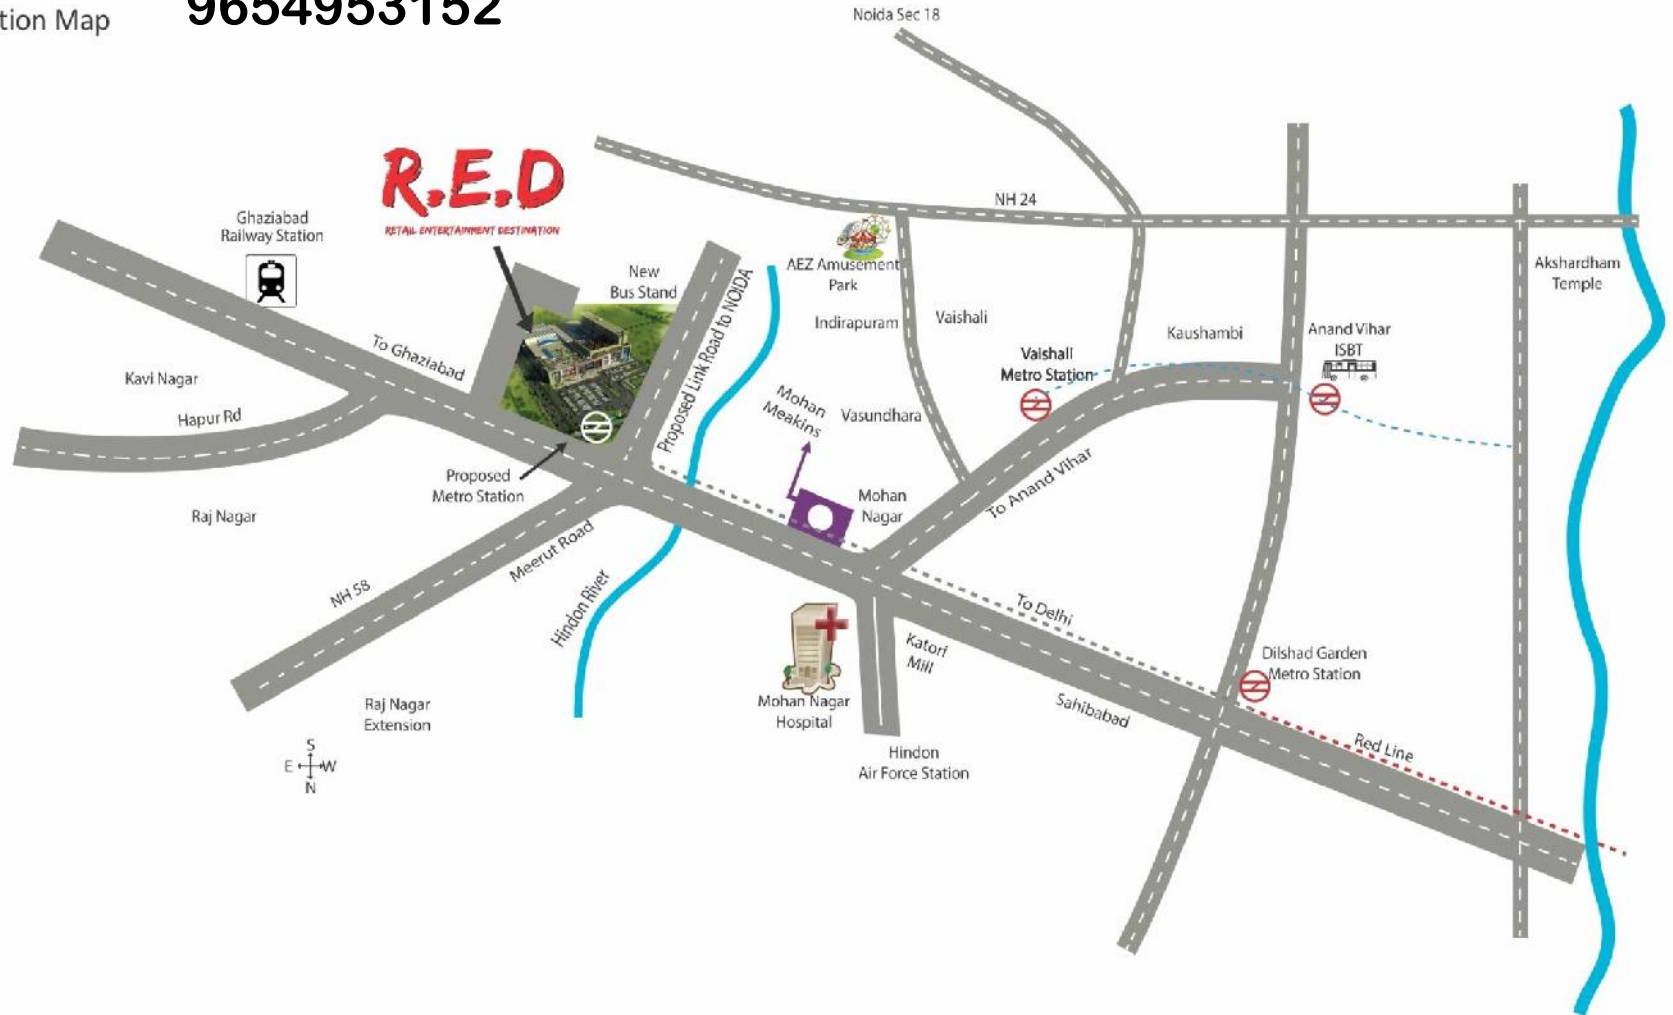 tion Map
9654953152
Noida Sec 18
R.E.D
RETAIL ENTERTAINMENT DESTINATION
NH 24
Ghaziabad
Railway Station
New
Bus Stand
AEZ Amusement
Park
Akshardham
Temple
Proposed Link Road to NOIDA
Indirapuram
Vaishali
Kaushambi
Anand Vihar
ISBT
To Ghaziabad
Vaishali
Metro Station
Kavi Nagar
Hapur Rd
Mohan
Meakins
Vasundhara
Proposed
Metro Station
To Anand Vihar
Mohan
Nagar
Raj Nagar
Meerut Road
NH 58
Hindon River
To Delhi
Katori
Mill
Dilshad Garden
Metro Station
Mohan Nagar
Hospital
Sahibabad
Raj Nagar
Extension
Red Line
Hindon
Air Force Station
S
E W
N